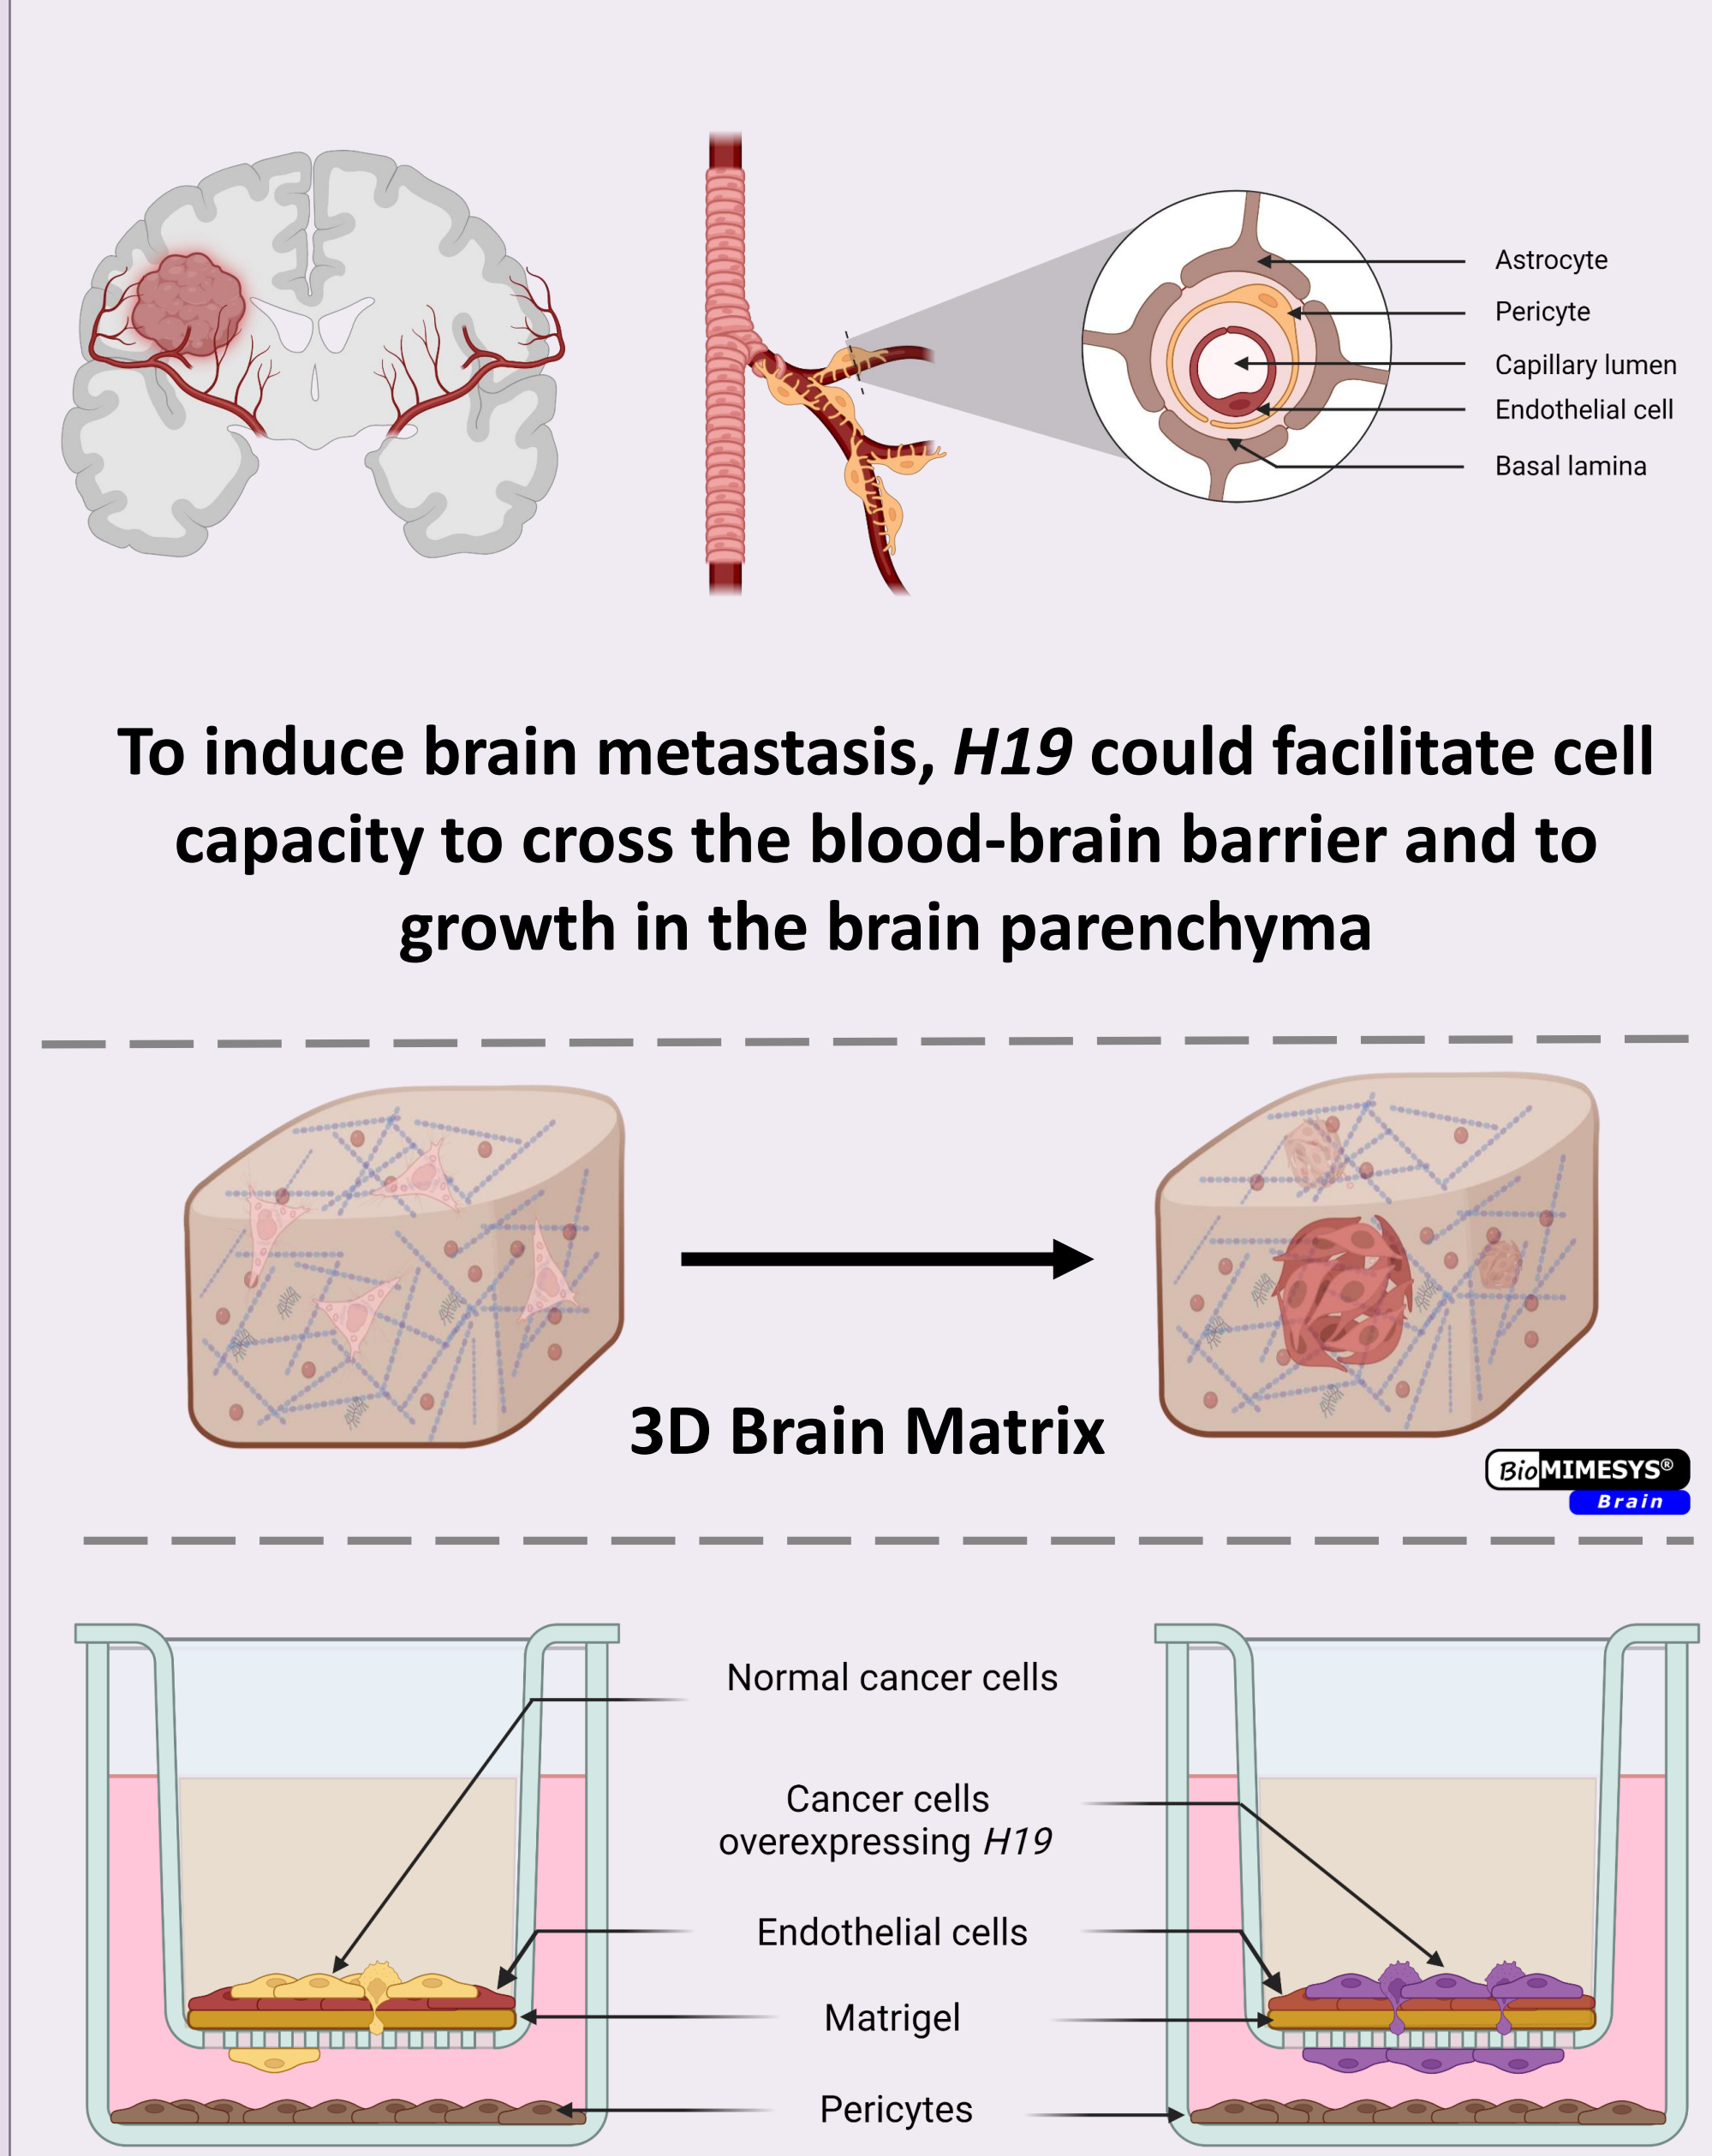 Astrocyte
Pericyte
Capillary lumen
Endothelial cell
Basal lamina
To induce brain metastasis, H19 could facilitate cell
capacity to cross the blood-brain barrier and to
growth in the brain parenchyma
3D Brain Matrix
BioMIMESYS®
Brain
Normal cancer cells
Cancer cells
overexpressing H19
Endothelial cells
Matrigel
Pericytes